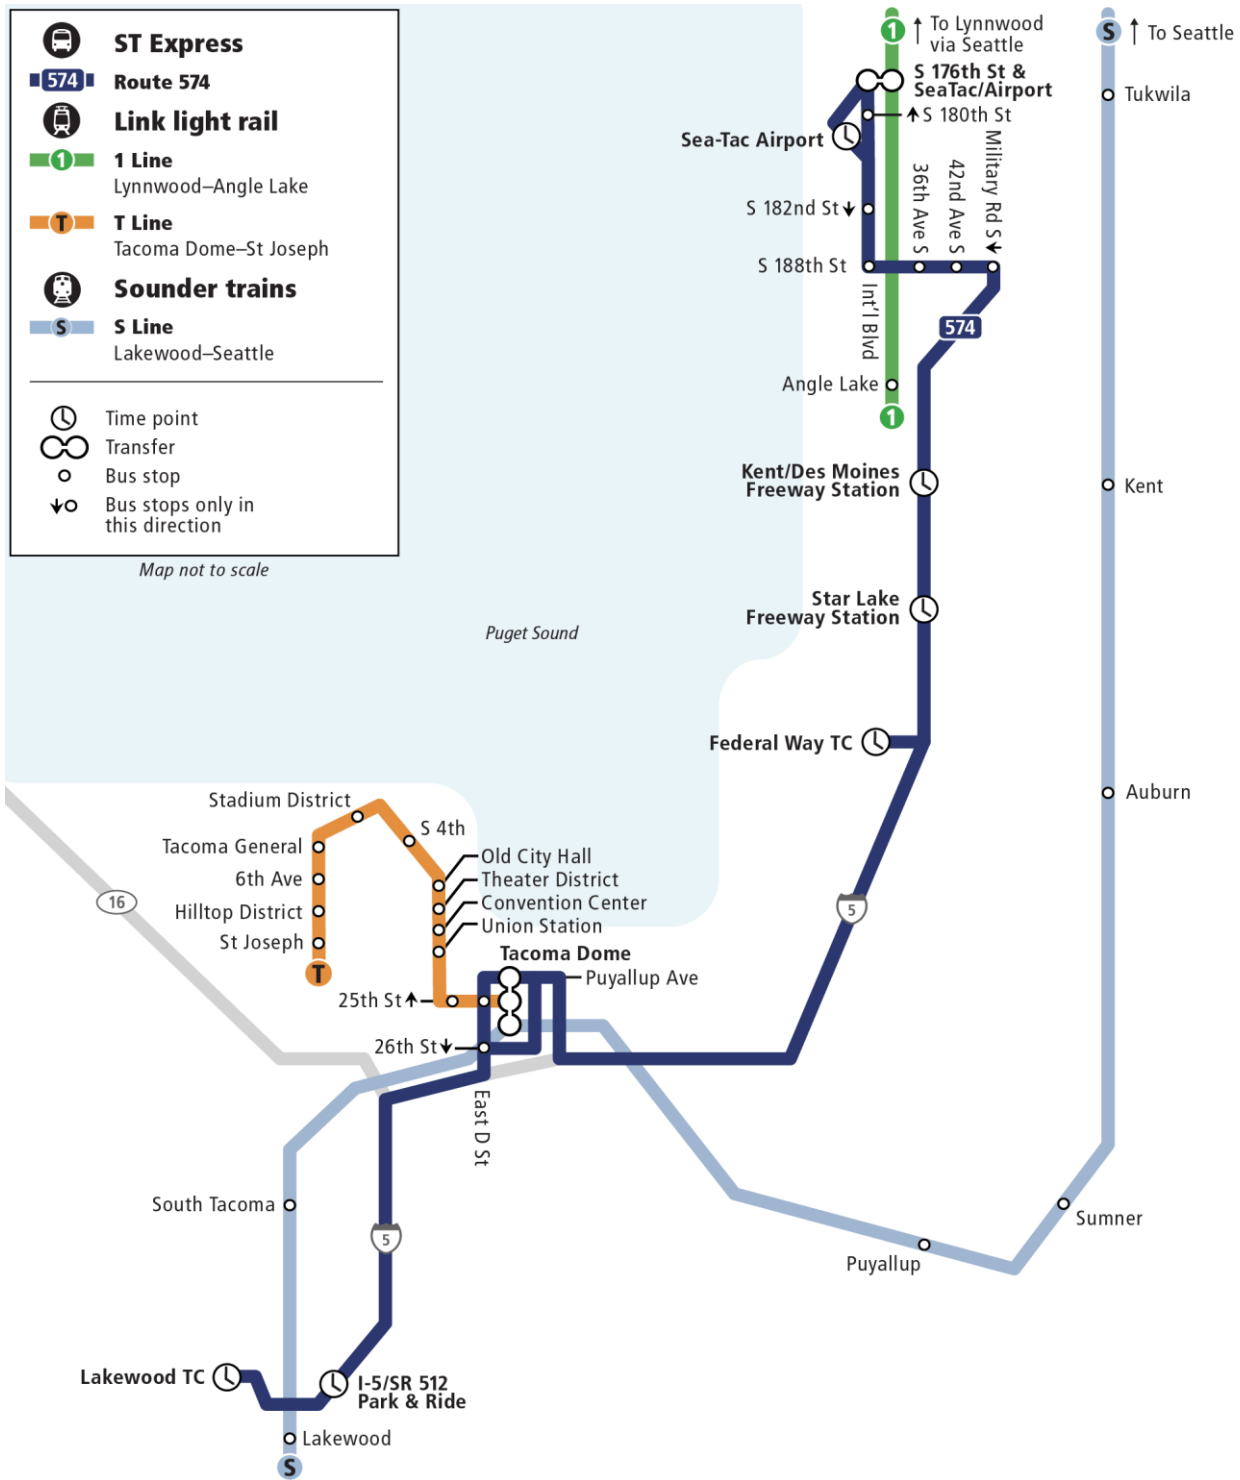 ST Express
574 Route 574
Link light rail
1 1 Line
Lynnwood–Angle Lake
T T Line
Tacoma Dome–St Joseph
Sounder trains
S S Line
Lakewood–Seattle
Time point
Transfer
Bus stop
Bus stops only in
this direction
Map not to scale
Puget Sound
1
↑ To Lynnwood
via Seattle
S ↑ To Seattle
S 176th St &
SeaTac/Airport
Tukwila
↑S 180th St
Sea-Tac Airport
Military Rd S
36th Ave S
42nd Ave S
S 182nd St
S 188th St
Int'l Blvd
574
Angle Lake
1
Kent/Des Moines
Freeway Station
Kent
Star Lake
Freeway Station
Federal Way TC
Auburn
Stadium District
S 4th
Tacoma General
Old City Hall
6th Ave
Theater District
Hilltop District
Convention Center
St Joseph
Union Station
T
16
5
Tacoma Dome
Puyallup Ave
25th St
26th St
East D St
South Tacoma
Sumner
5
Puyallup
Lakewood TC
I-5/SR 512
Park & Ride
Lakewood
S